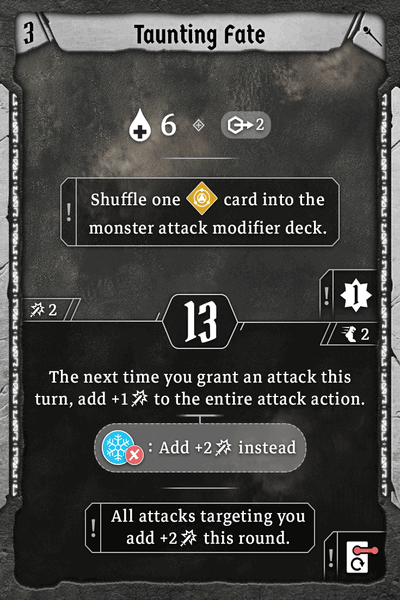 3
Taunting Fate
6 2
Shuffle one card into the
monster attack modifier deck.
! 1
2
13
2
The next time you grant an attack this
turn, add +1 to the entire attack action.
: Add +2 instead
All attacks targeting you
! add +2 this round.
!